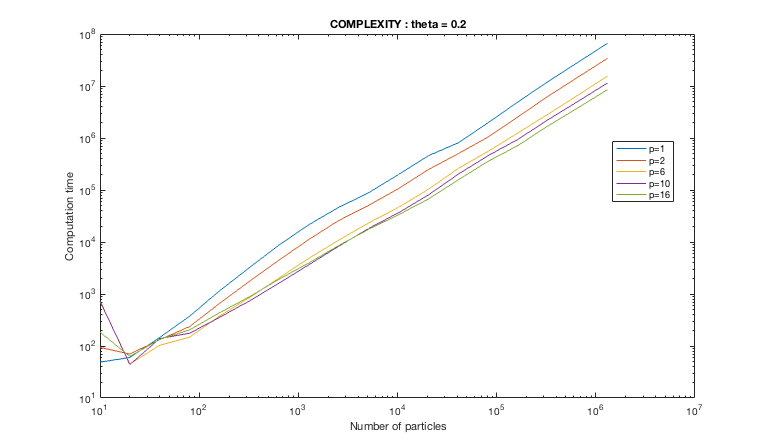 COMPLEXITY : theta = 0.2
10^8
10^7
10^6
10^5
10^4
10^3
10^2
10^1
Computation time
p=1
p=2
p=6
p=10
p=16
10^1 10^2 10^3 10^4 10^5 10^6 10^7
Number of particles